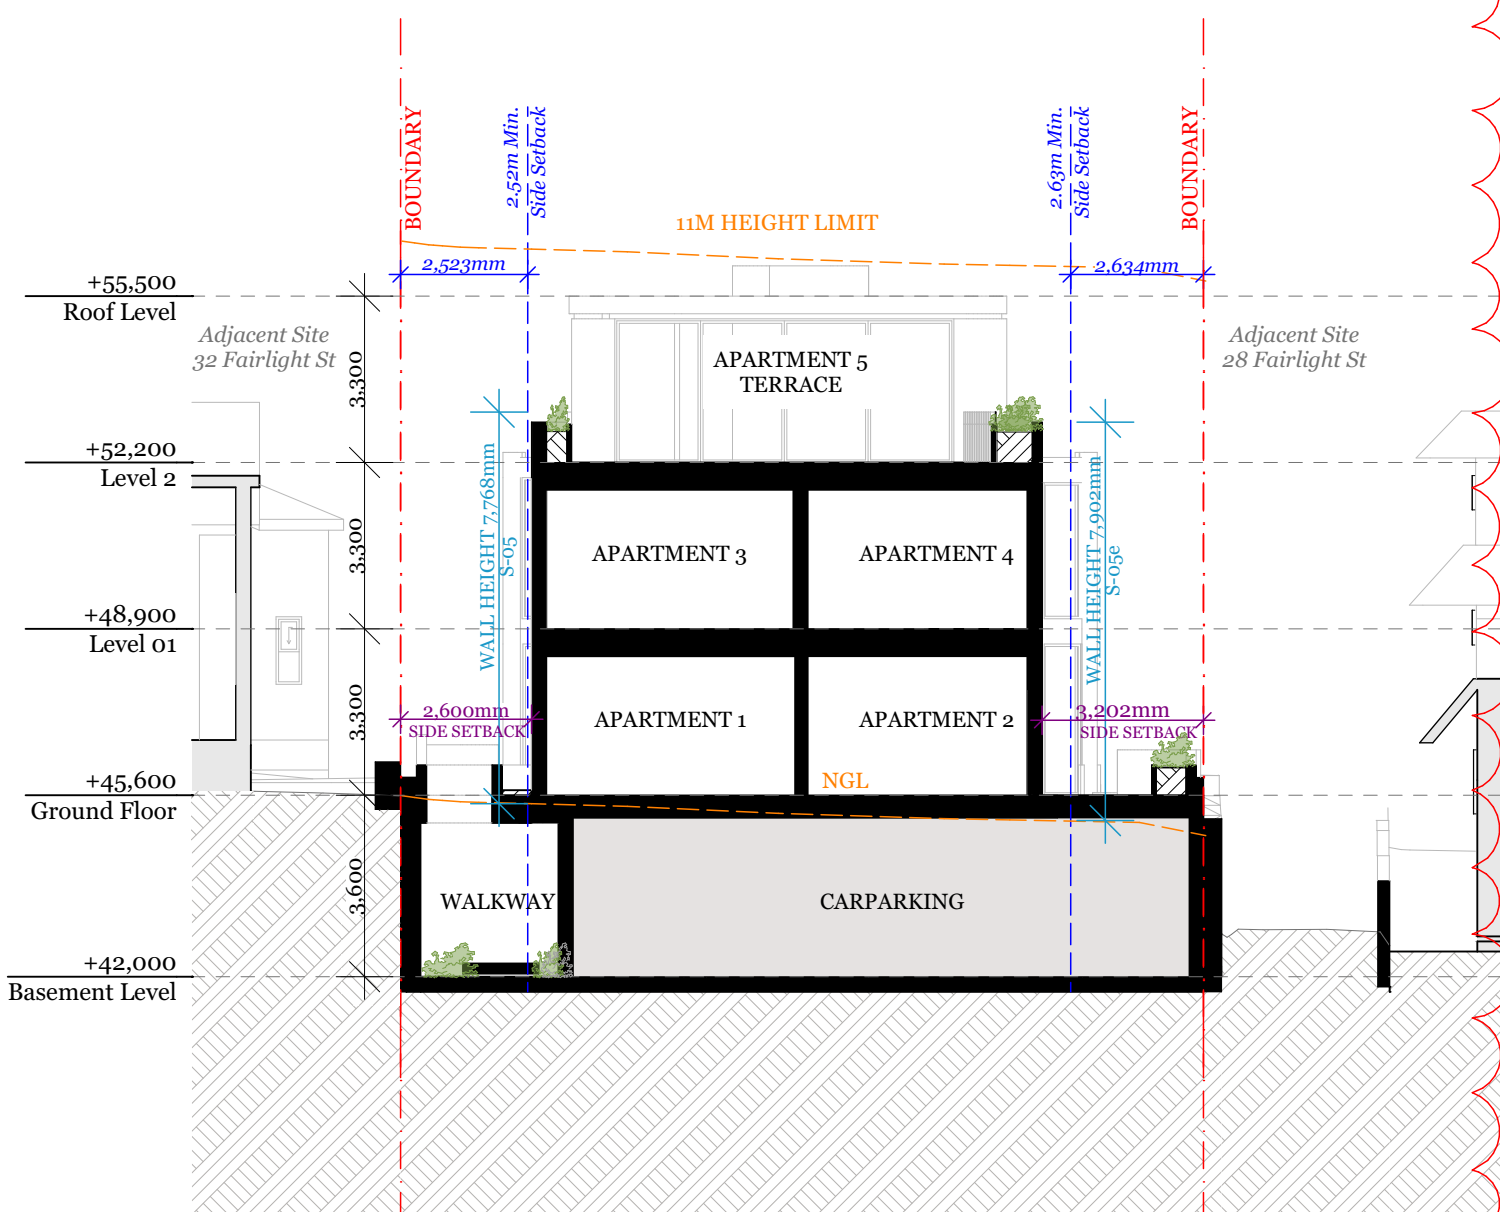 BOUNDARY
2.52m Min.
Side Setback
2.63m Min.
Side Setback
BOUNDARY
11M HEIGHT LIMIT
2,523mm
2,634mm
+55,500
Roof Level
Adjacent Site
32 Fairlight St
Adjacent Site
28 Fairlight St
3,300
APARTMENT 5
TERRACE
+52,200
Level 2
WALL HEIGHT 7,768mm
S-05
WALL HEIGHT 7,902mm
S-05e
3,300
APARTMENT 3
APARTMENT 4
+48,900
Level 01
3,300
2,600mm
SIDE SETBACK
APARTMENT 1
APARTMENT 2
3,202mm
SIDE SETBACK
+45,600
Ground Floor
NGL
3,600
WALKWAY
CARPARKING
+42,000
Basement Level